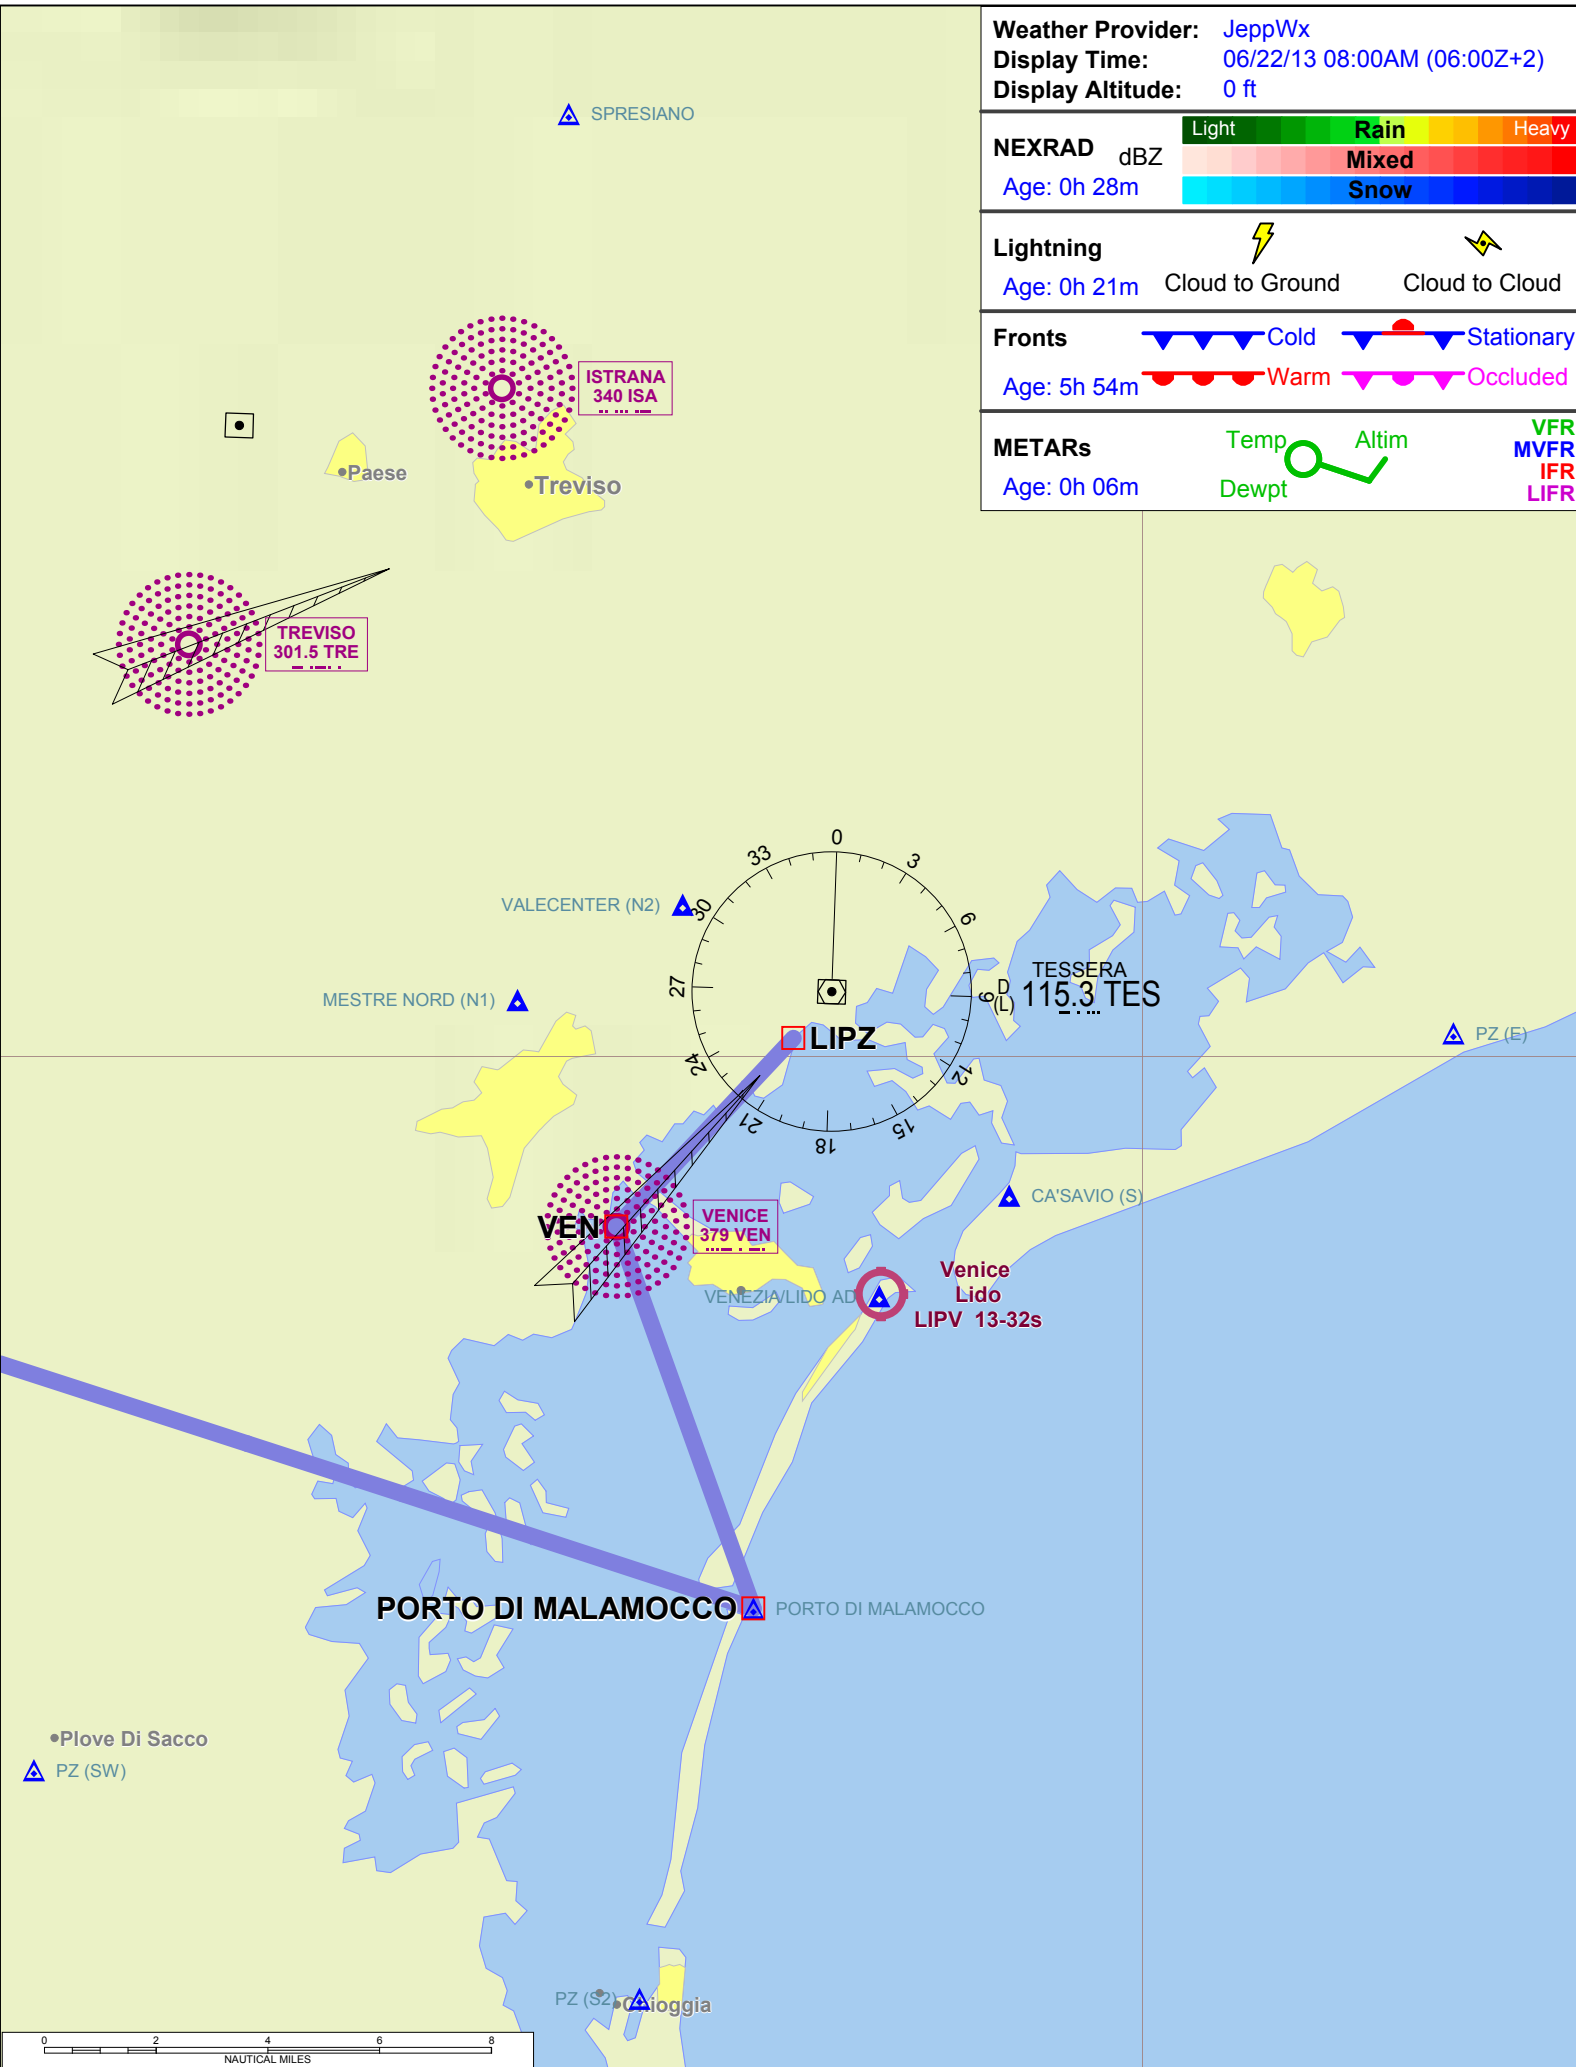 Weather Provider: JeppWx
Display Time: 06/22/13 08:00AM (06:00Z+2)
Display Altitude: 0 ft
NEXRAD dBZ
Age: 0h 28m
Light Rain Heavy
Mixed
Snow
Lightning
Age: 0h 21m
Cloud to Ground
Cloud to Cloud
Fronts
Age: 5h 54m
Cold
Stationary
Warm
Occluded
METARs
Age: 0h 06m
Temp Altim
Dewpt
VFR
MVFR
IFR
LIFR
SPRESIANO
ISTRANA
340 ISA
Paese
Treviso
TREVISO
301.5 TRE
0
3
6
9
12
15
18
21
24
27
30
33
VALECENTER (N2)
MESTRE NORD (N1)
TESSERA
D
(L)
115.3 TES
LIPZ
PZ (E)
CA'SAVIO (S)
VEN
VENICE
379 VEN
VENEZIA/LIDO AD
Venice
Lido
LIPV 13-32s
PORTO DI MALAMOCCO
PORTO DI MALAMOCCO
Plove Di Sacco
PZ (SW)
PZ (S2)
Chioggia
0 2 4 6 8
NAUTICAL MILES